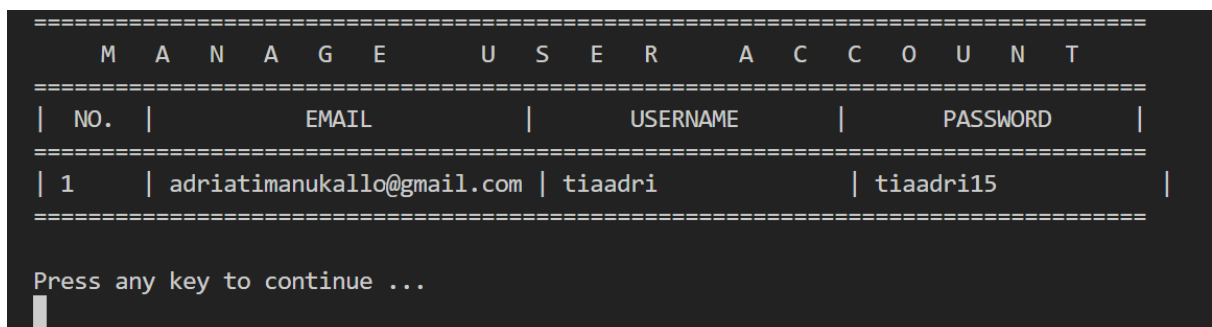 ==================================================================================
M A N A G E U S E R A C C O U N T
==================================================================================
| NO. | EMAIL | USERNAME | PASSWORD |
==================================================================================
| 1 | adriatimanukallo@gmail.com | tiaadri | tiaadri15 |
==================================================================================
Press any key to continue ...